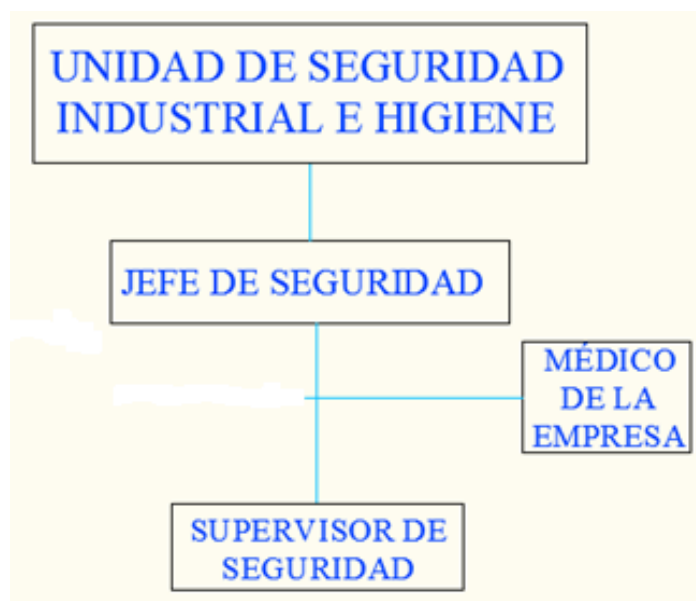 UNIDAD DE SEGURIDAD
INDUSTRIAL E HIGIENE
JEFE DE SEGURIDAD
MÉDICO
DE LA
EMPRESA
SUPERVISOR DE
SEGURIDAD